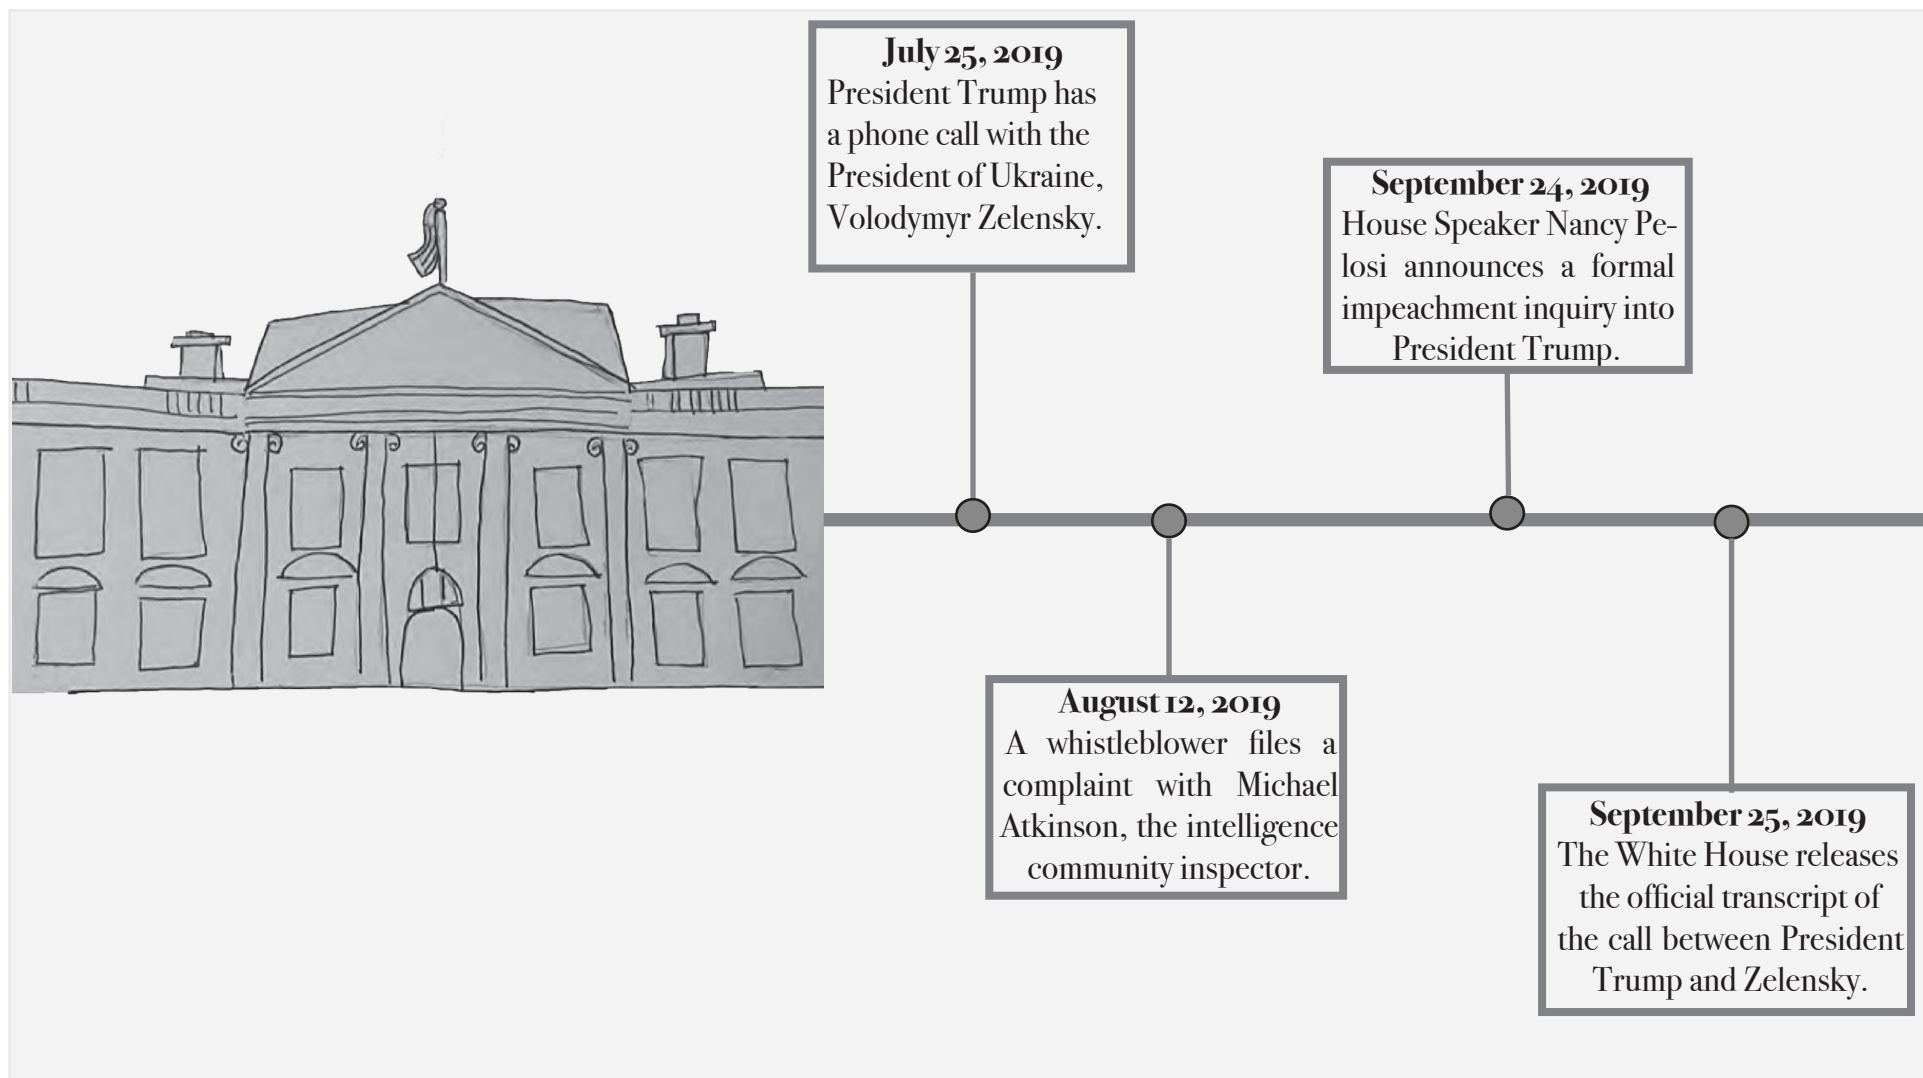 July 25, 2019
President Trump has
a phone call with the
President of Ukraine,
Volodymyr Zelensky.
August 12, 2019
A whistleblower files a
complaint with Michael
Atkinson, the intelligence
community inspector.
September 24, 2019
House Speaker Nancy Pe-
losi announces a formal
impeachment inquiry into
President Trump.
September 25, 2019
The White House releases
the official transcript of
the call between President
Trump and Zelensky.